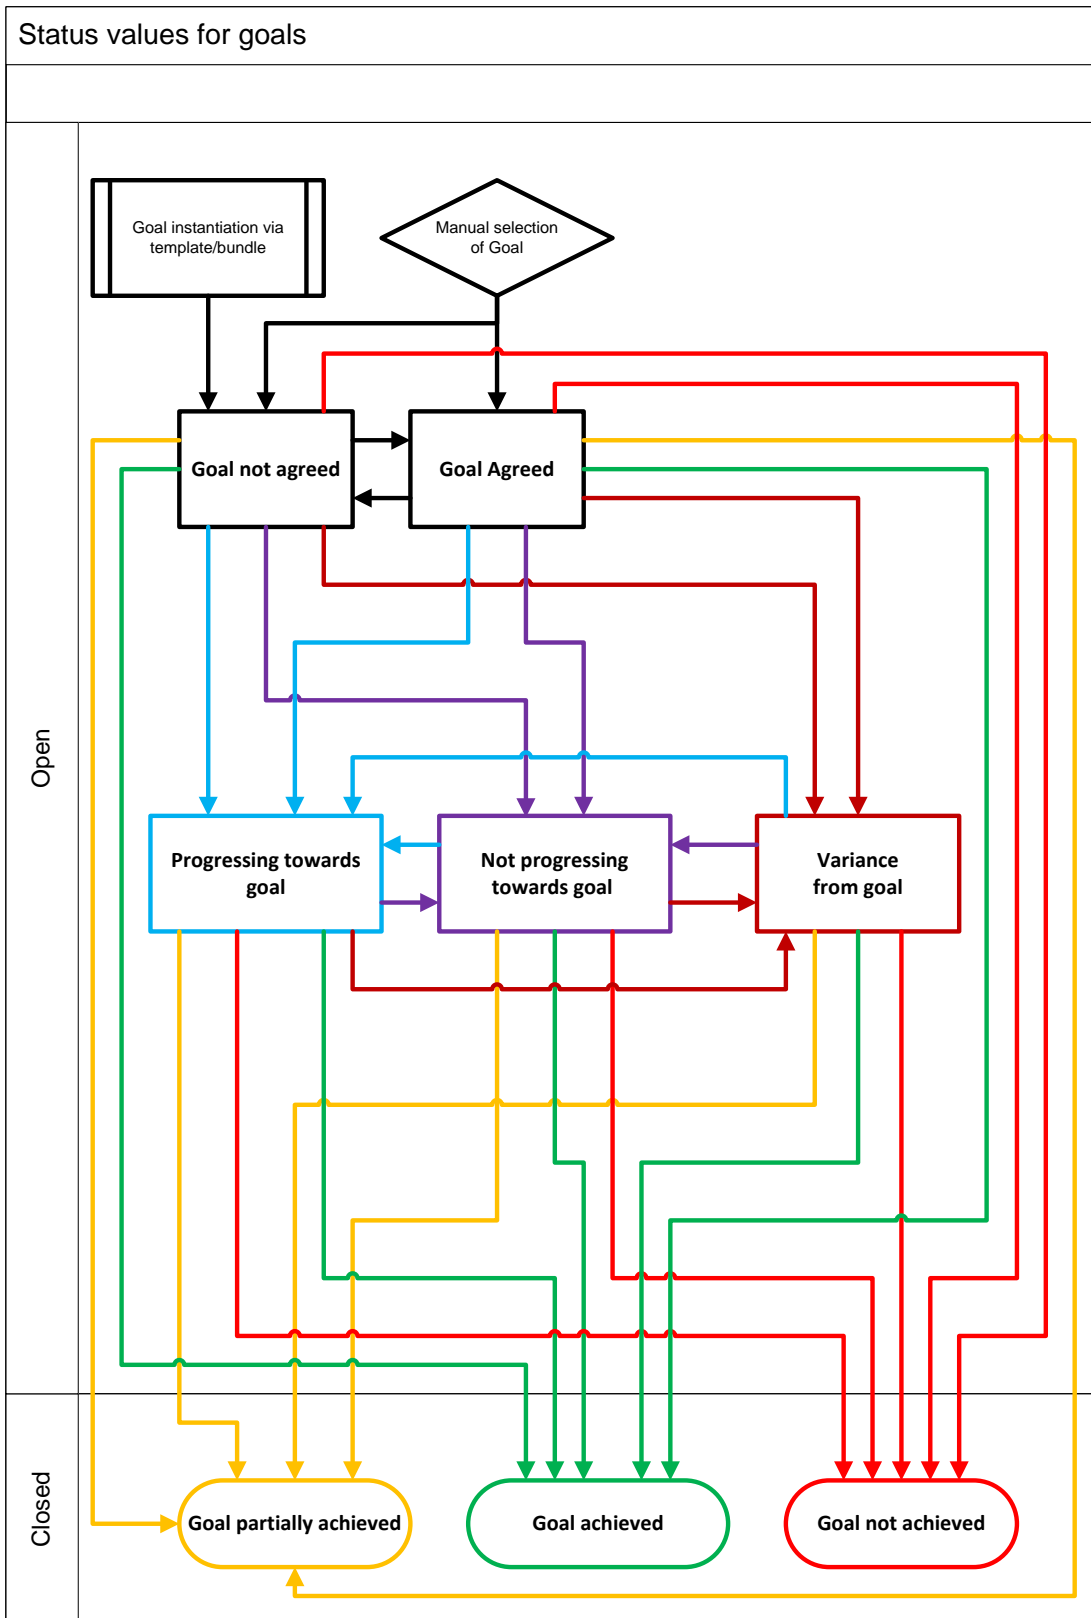 Status values for goals
Goal instantiation via
template/bundle
Manual selection
of Goal
Goal not agreed
Goal Agreed
Open
Progressing towards
goal
Not progressing
towards goal
Variance
from goal
Closed
Goal partially achieved
Goal achieved
Goal not achieved